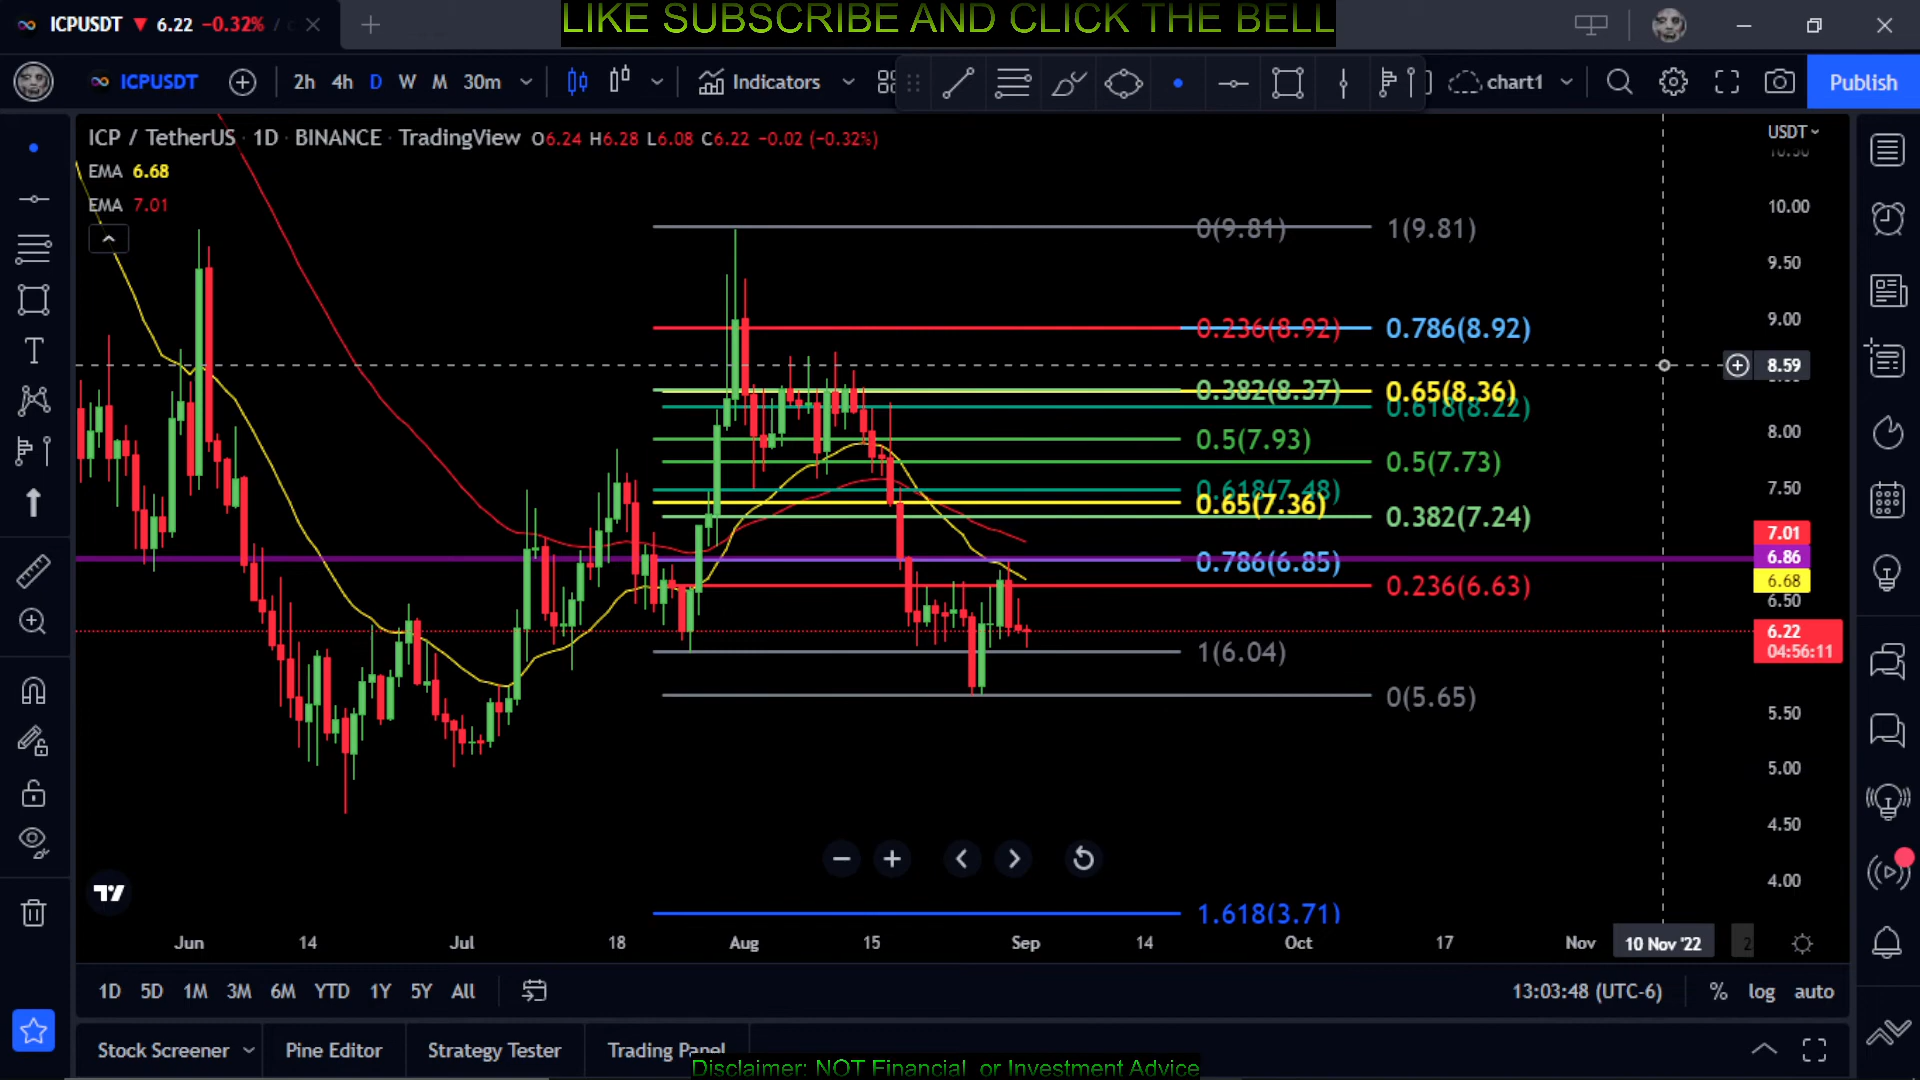 ICPUSDT ▼ 6.22 −0.32% /
LIKE SUBSCRIBE AND CLICK THE BELL
ICPUSDT 2h 4h D W M 30m Indicators chart1 Publish
ICP / TetherUS · 1D · BINANCE · TradingView O6.24 H6.28 L6.08 C6.22 −0.02 (−0.32%)
USDT
EMA 6.68
EMA 7.01
10.50
10.00
9.50
9.00
8.59
8.00
7.50
7.01
6.86
6.68
6.50
6.22
04:56:11
5.50
5.00
4.50
4.00
0(9.81) 1(9.81)
0.236(8.92) 0.786(8.92)
0.382(8.37) 0.65(8.36)
0.618(8.22)
0.5(7.93)
0.5(7.73)
0.618(7.48)
0.65(7.36)
0.382(7.24)
0.786(6.85)
0.236(6.63)
1(6.04)
0(5.65)
1.618(3.71)
Jun 14 Jul 18 Aug 15 Sep 14 Oct 17 Nov 10 Nov '22 2
1D 5D 1M 3M 6M YTD 1Y 5Y All 13:03:48 (UTC-6) % log auto
Stock Screener Pine Editor Strategy Tester Trading Panel
Disclaimer: NOT Financial or Investment Advice